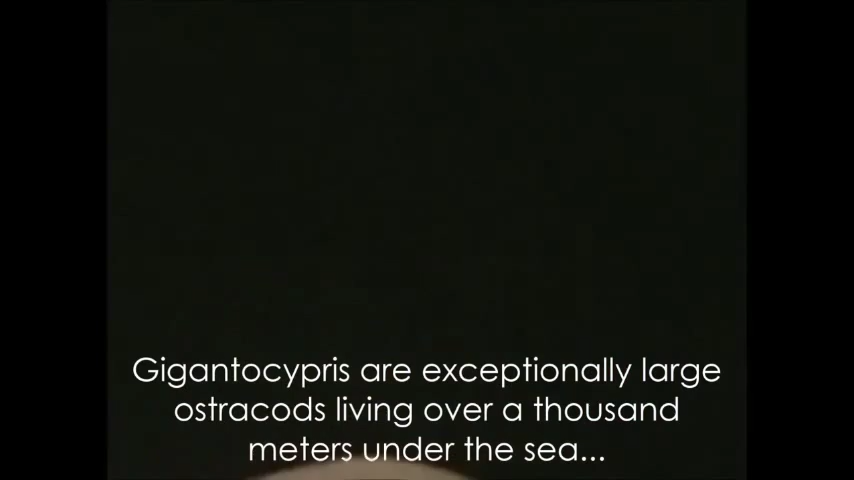 Gigantocypris are exceptionally large
ostracods living over a thousand
meters under the sea...